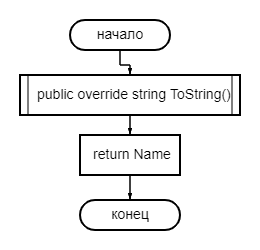 начало
public override string ToString()
return Name
конец